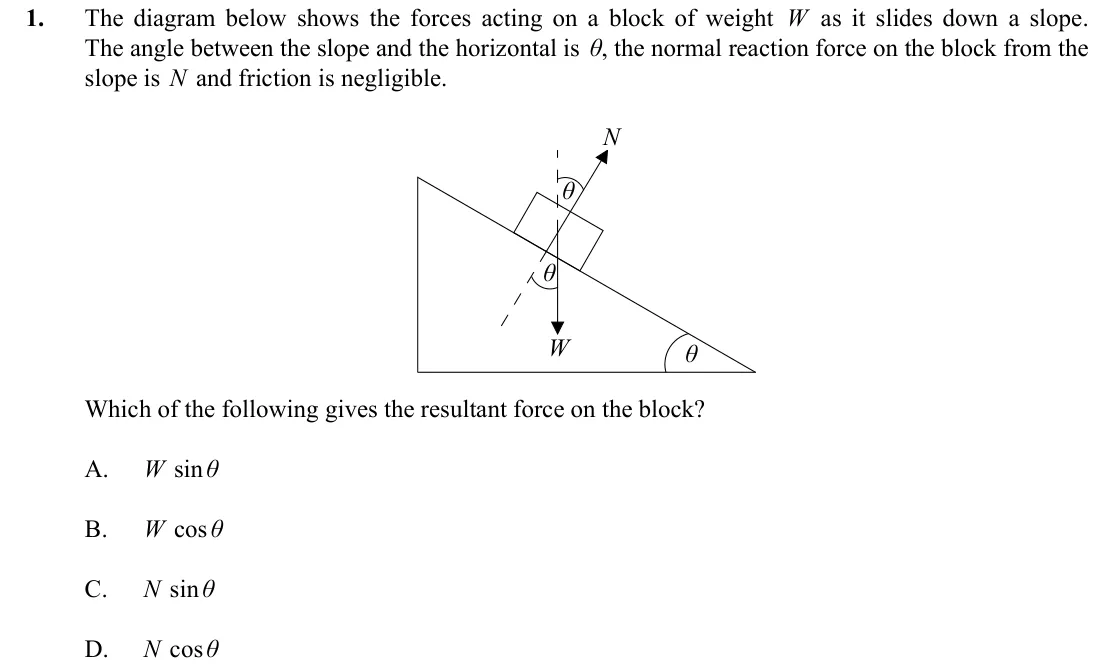 1. The diagram below shows the forces acting on a block of weight W as it slides down a slope.
The angle between the slope and the horizontal is θ, the normal reaction force on the block from the
slope is N and friction is negligible.
N
θ
θ
W
θ
Which of the following gives the resultant force on the block?
A. W sin θ
B. W cos θ
C. N sin θ
D. N cos θ